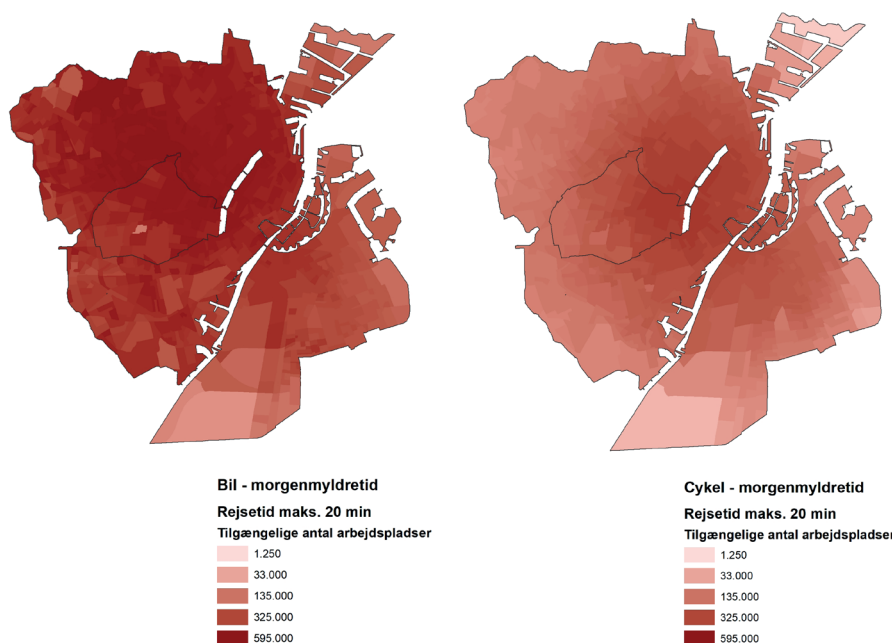 Bil - morgenmyldretid
Rejsetid maks. 20 min
Tilgængelige antal arbejdspladser
1.250
33.000
135.000
325.000
595.000
Cykel - morgenmyldretid
Rejsetid maks. 20 min
Tilgængelige antal arbejdspladser
1.250
33.000
135.000
325.000
595.000